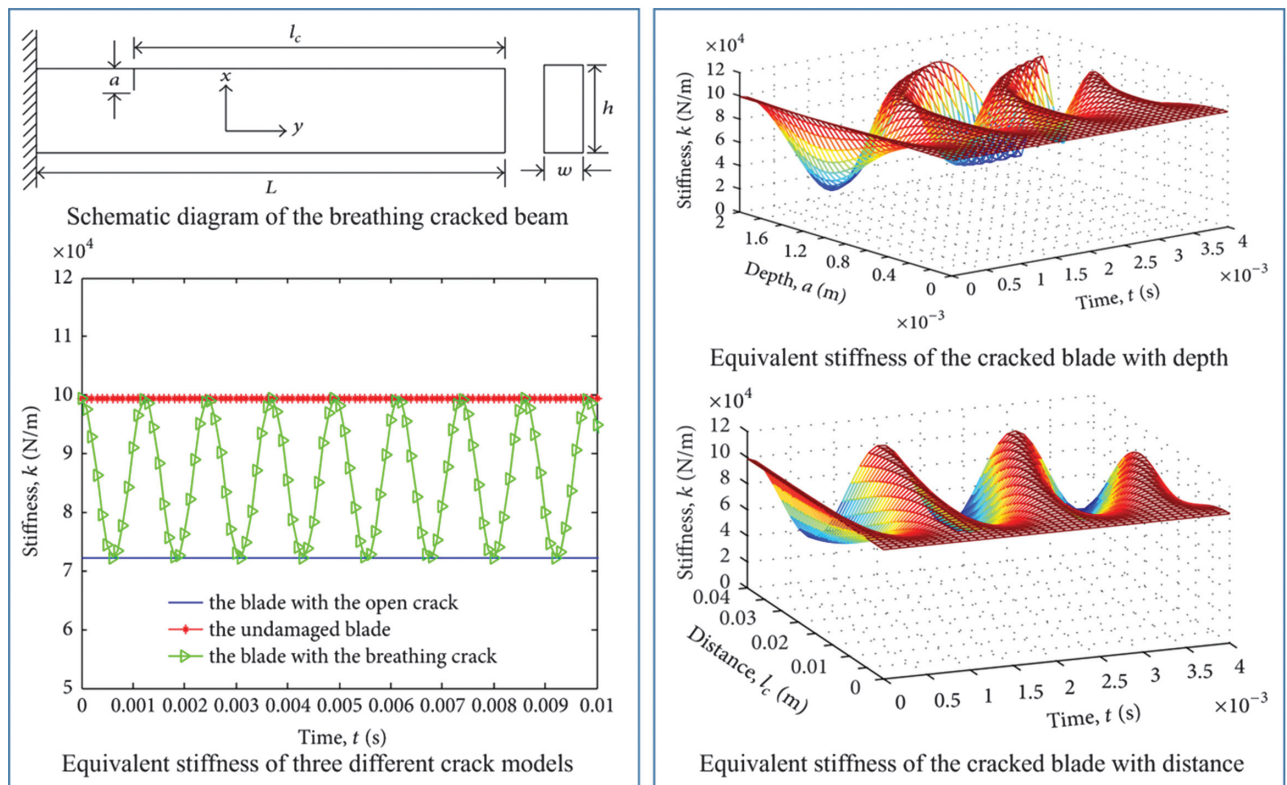 l_c
a
x
y
h
w
L
Schematic diagram of the breathing cracked beam
×10⁴
12
11
10
9
8
7
6
5
Stiffness, k (N/m)
the blade with the open crack
the undamaged blade
the blade with the breathing crack
0 0.001 0.002 0.003 0.004 0.005 0.006 0.007 0.008 0.009 0.01
Time, t (s)
Equivalent stiffness of three different crack models
×10⁴
12
10
8
6
4
2
0
Stiffness, k (N/m)
2 1.6 1.2 0.8 0.4 0
Depth, a (m)
×10⁻³
0 0.5 1 1.5 2 2.5 3 3.5 4
Time, t (s)
×10⁻³
Equivalent stiffness of the cracked blade with depth
×10⁴
12
10
8
6
4
2
0
Stiffness, k (N/m)
0.04 0.03 0.02 0.01 0
Distance, l_c (m)
0 0.5 1 1.5 2 2.5 3 3.5 4
Time, t (s)
×10⁻³
Equivalent stiffness of the cracked blade with distance